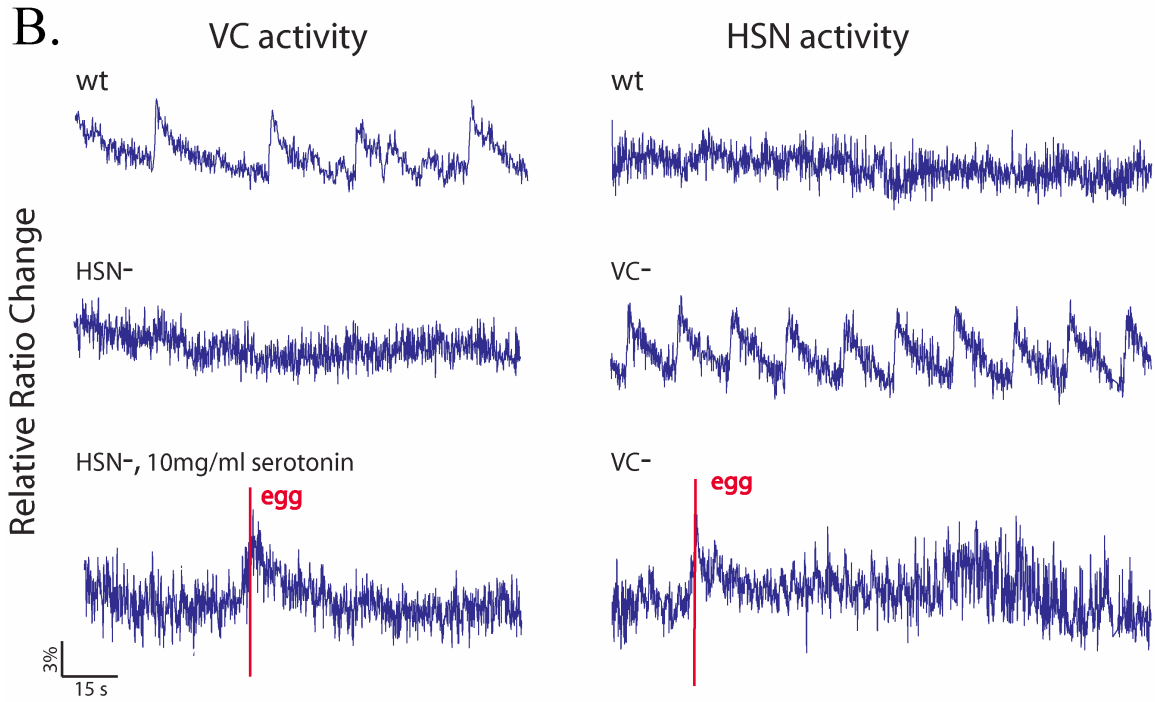 B.
VC activity
HSN activity
wt
wt
Relative Ratio Change
HSN-
VC-
HSN-, 10mg/ml serotonin
VC-
egg
egg
3%
15 s